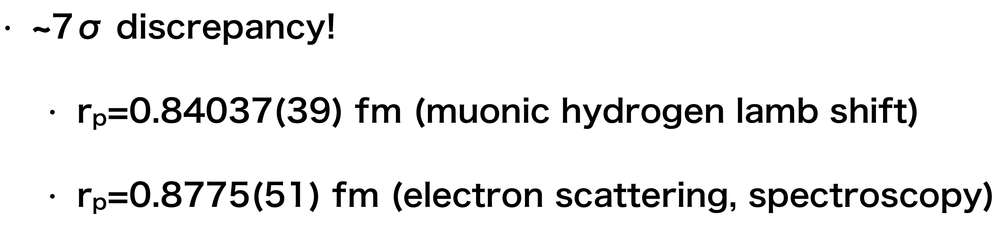 ・ ~7σ discrepancy!
・ rp=0.84037(39) fm (muonic hydrogen lamb shift)
・ rp=0.8775(51) fm (electron scattering, spectroscopy)